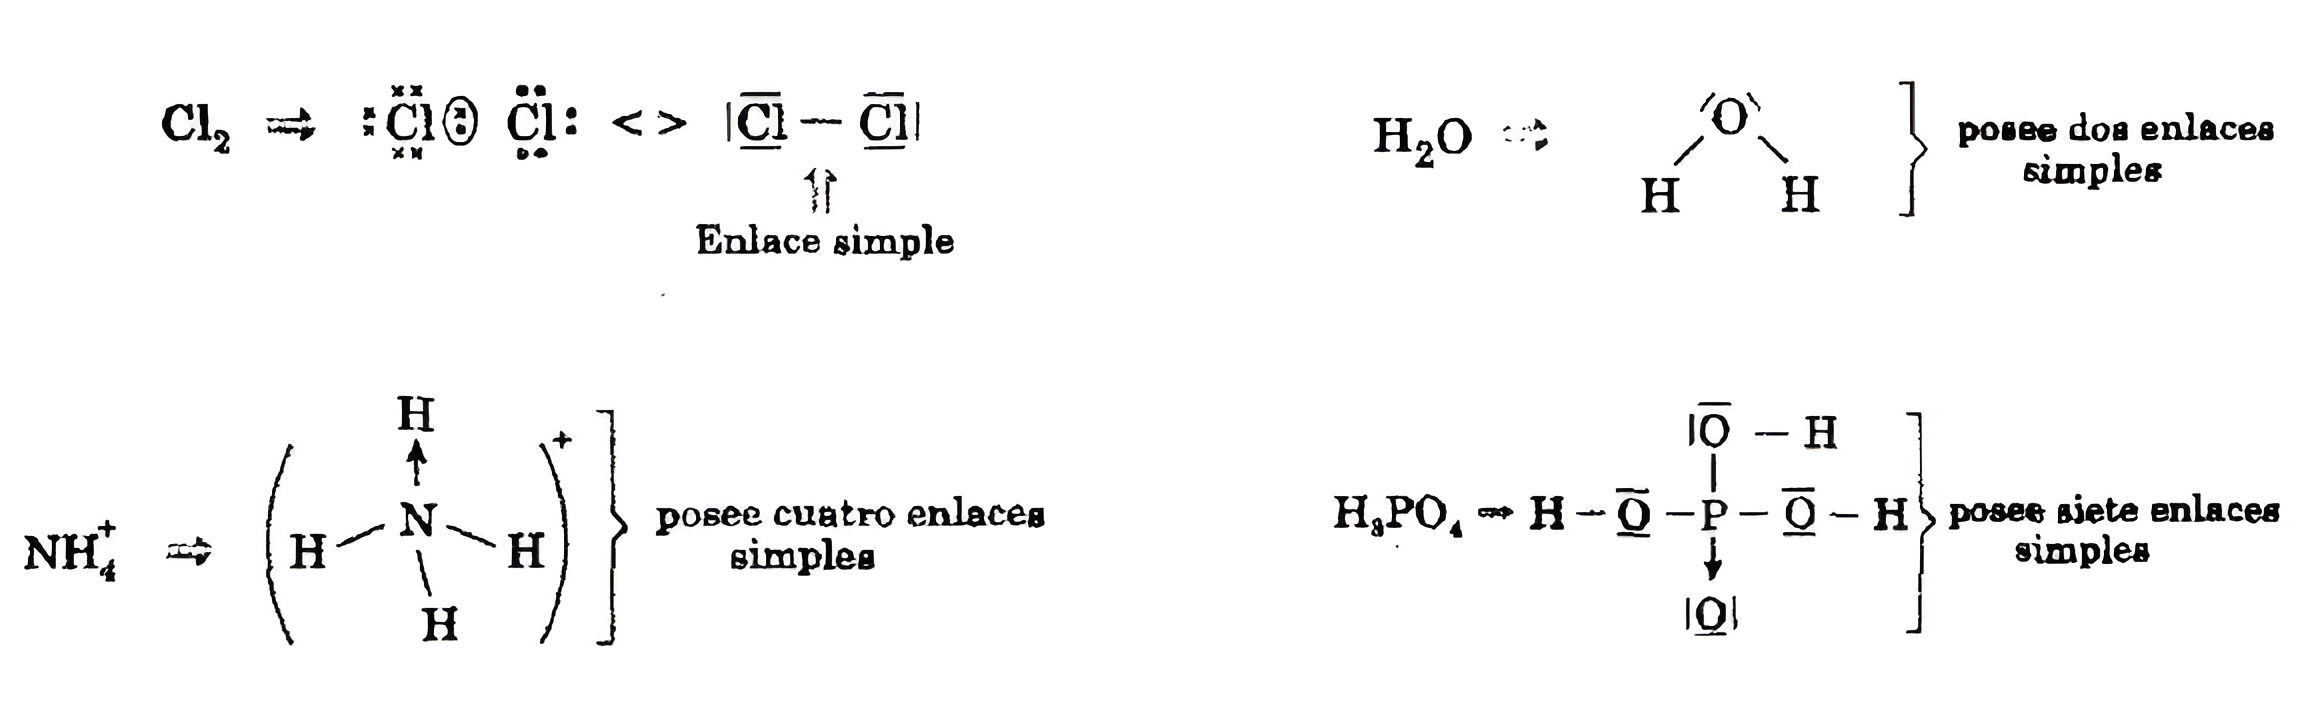 Cl₂ ⇒ :Cl(:) Cl: <> |Cl — Cl|
⇑
Enlace simple
H₂O ⇒ O
H H
posee dos enlaces
simples
NH₄⁺ ⇒
H
+
N
H H
H
posee cuatro enlaces
simples
|O — H
H₃PO₄ ⇒ H — O — P — O — H
|O|
posee siete enlaces
simples